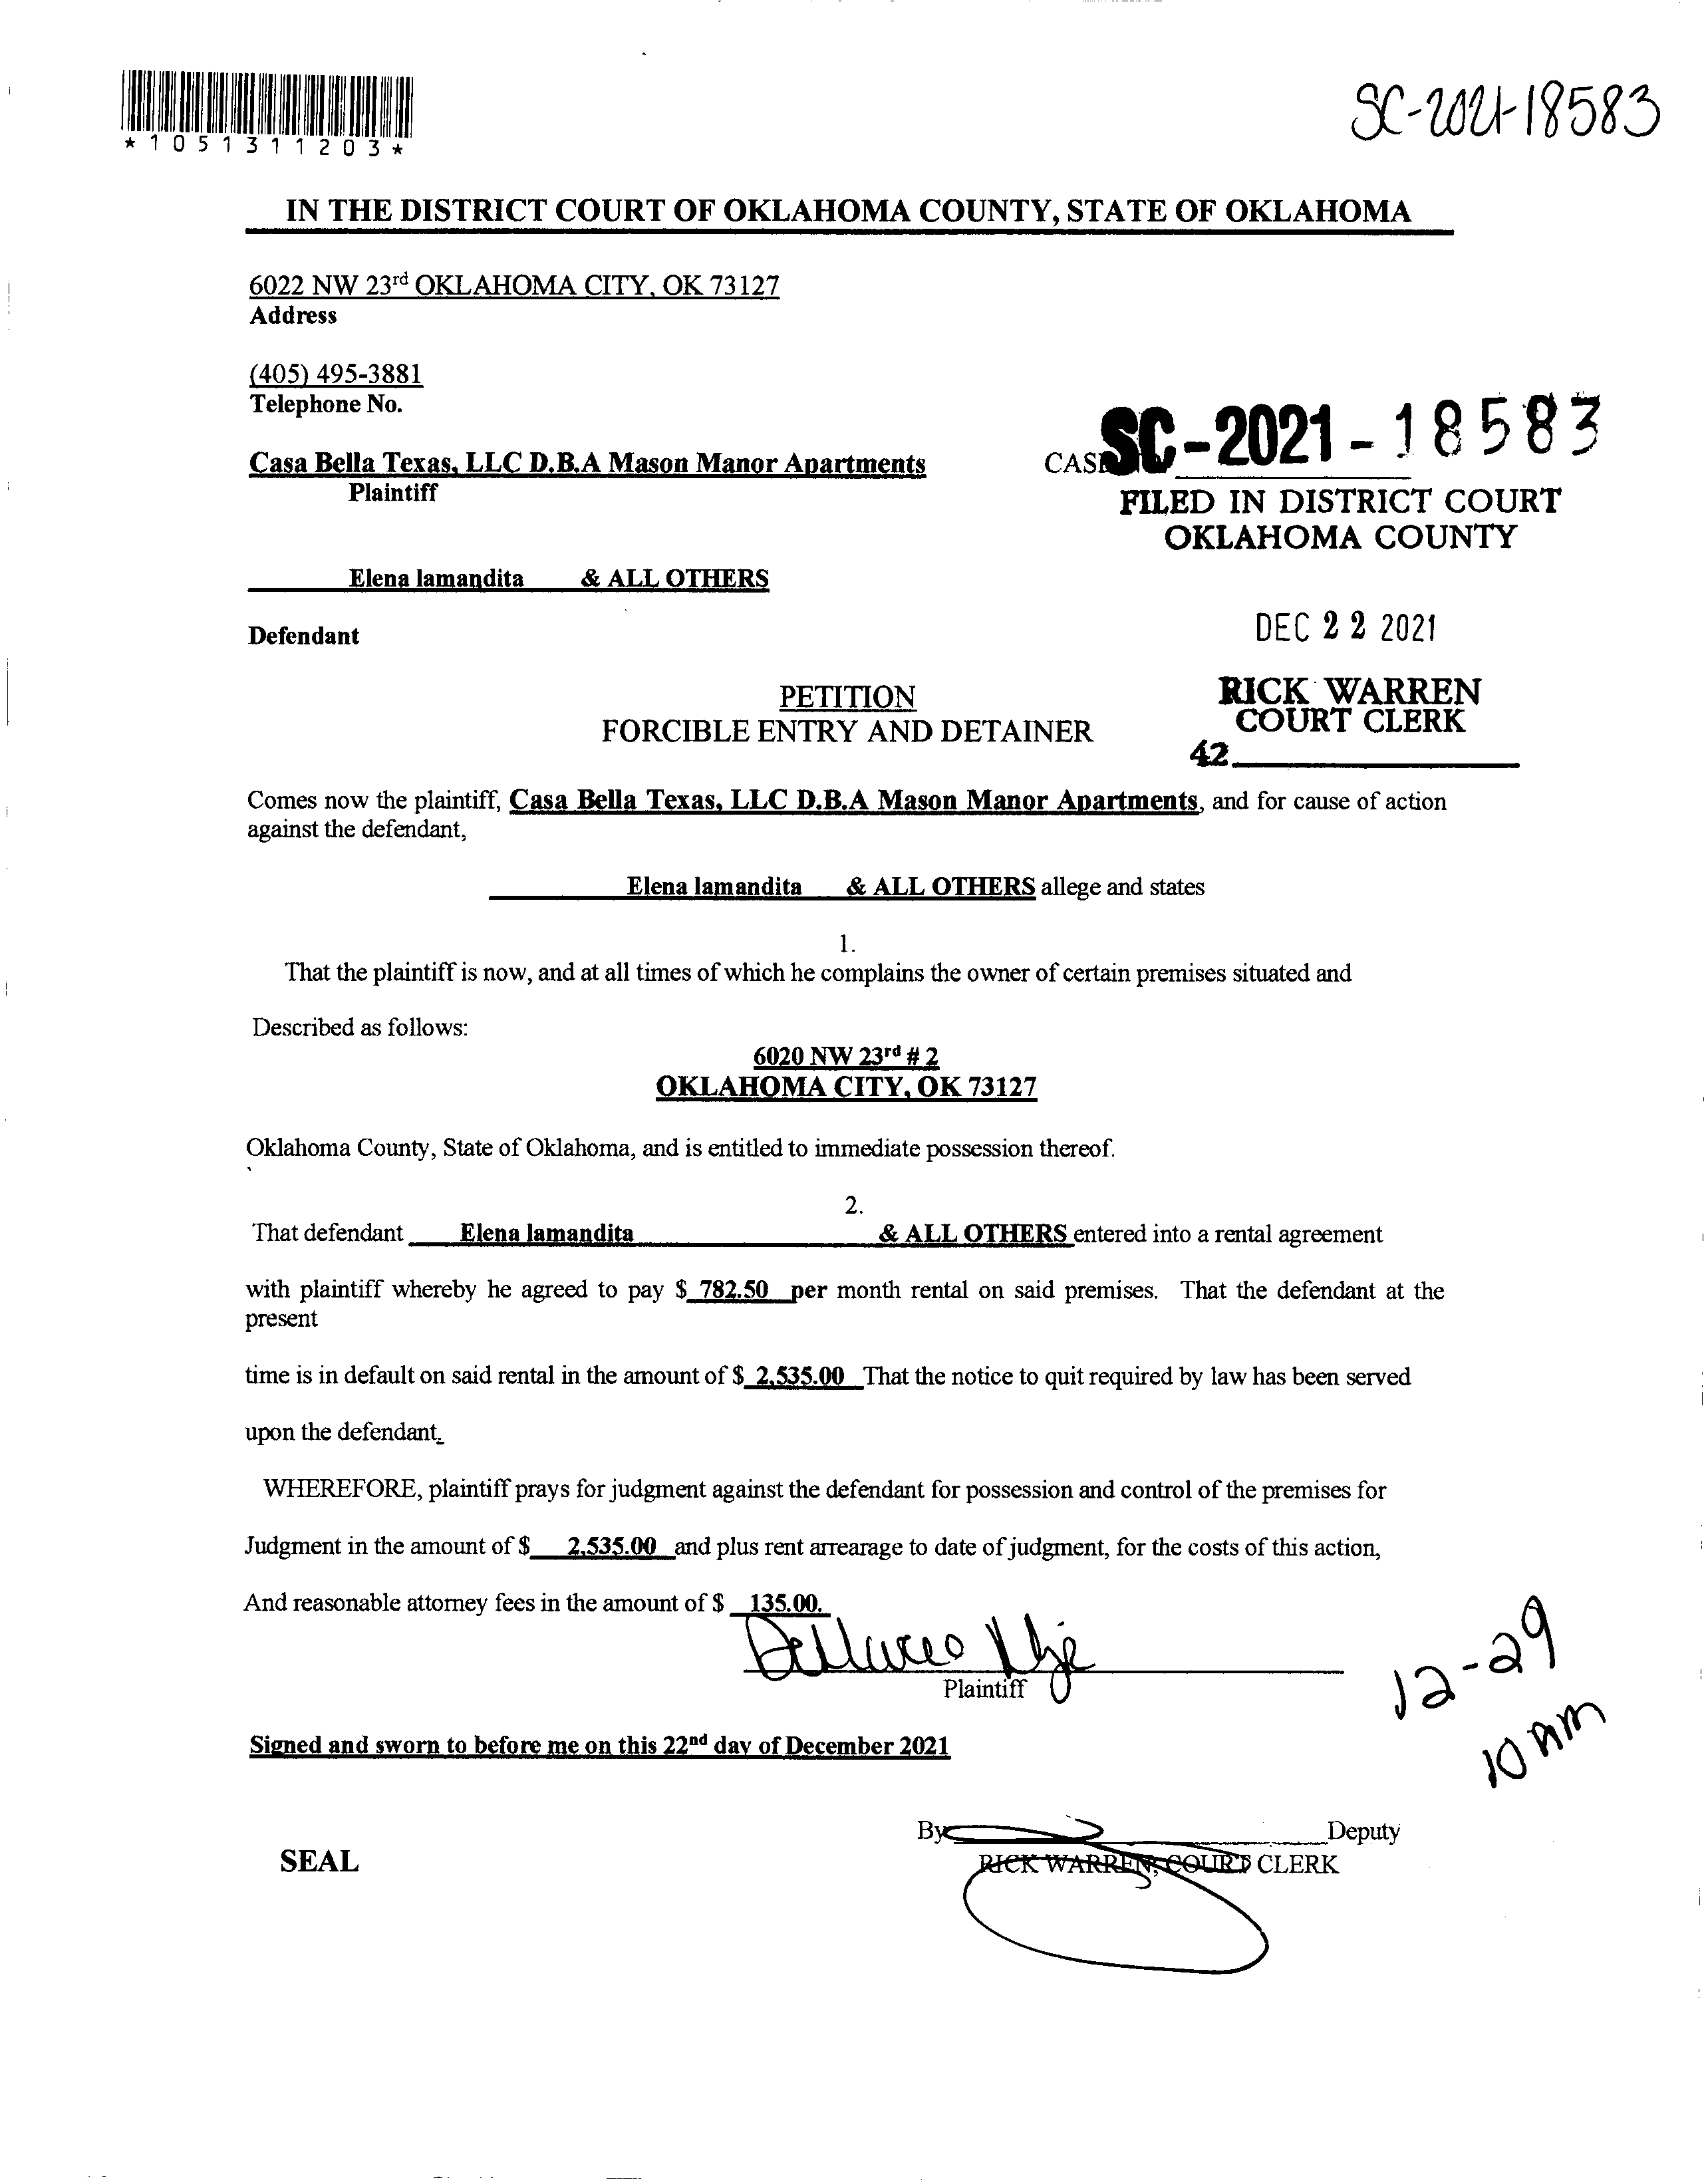 SC-2021-18583
*1051311203*
IN THE DISTRICT COURT OF OKLAHOMA COUNTY, STATE OF OKLAHOMA
6022 NW 23rd OKLAHOMA CITY, OK 73127
Address
(405) 495-3881
Telephone No.
Casa Bella Texas, LLC D.B.A Mason Manor Apartments
Plaintiff
CAS SC-2021-18583
FILED IN DISTRICT COURT
OKLAHOMA COUNTY
Elena lamandita & ALL OTHERS
Defendant
DEC 22 2021
RICK WARREN
COURT CLERK
42
PETITION
FORCIBLE ENTRY AND DETAINER
Comes now the plaintiff, Casa Bella Texas, LLC D.B.A Mason Manor Apartments, and for cause of action
against the defendant,
Elena lamandita & ALL OTHERS allege and states
1.
That the plaintiff is now, and at all times of which he complains the owner of certain premises situated and
Described as follows:
6020 NW 23rd # 2
OKLAHOMA CITY, OK 73127
Oklahoma County, State of Oklahoma, and is entitled to immediate possession thereof.
2.
That defendant Elena lamandita & ALL OTHERS entered into a rental agreement
with plaintiff whereby he agreed to pay $ 782.50 per month rental on said premises. That the defendant at the
present
time is in default on said rental in the amount of $ 2,535.00 That the notice to quit required by law has been served
upon the defendant.
WHEREFORE, plaintiff prays for judgment against the defendant for possession and control of the premises for
Judgment in the amount of $ 2,535.00 and plus rent arrearage to date of judgment, for the costs of this action,
And reasonable attorney fees in the amount of $ 135.00.
Plaintiff
12-29
10 AM
Signed and sworn to before me on this 22nd day of December 2021
By Deputy
RICK WARREN, COURT CLERK
SEAL